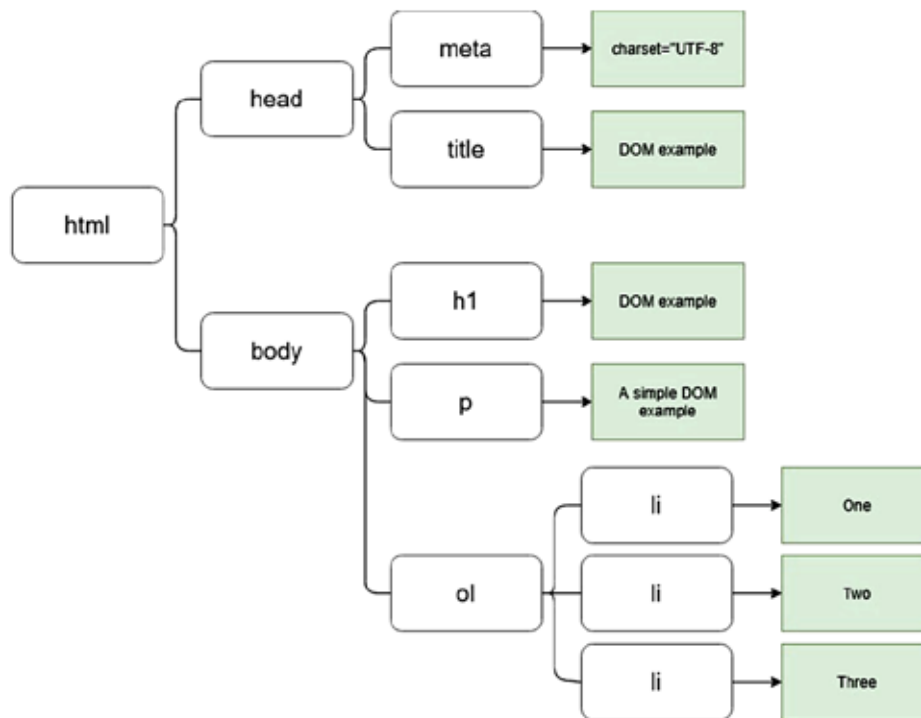 meta
charset="UTF-8"
head
title
DOM example
html
h1
DOM example
body
p
A simple DOM
example
li
One
ol
li
Two
li
Three